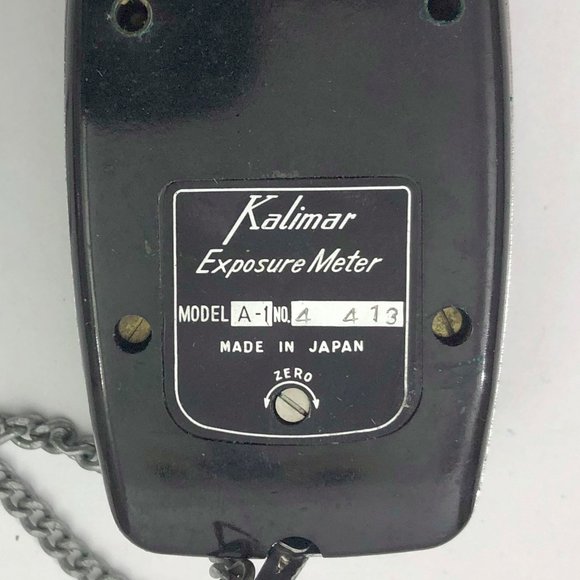 Kalimar
Exposure Meter
MODEL A-1 NO. 4 413
MADE IN JAPAN
ZERO